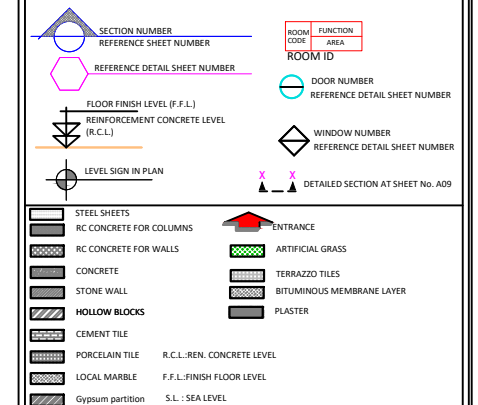 SECTION NUMBER
REFERENCE SHEET NUMBER
REFERENCE DETAIL SHEET NUMBER
FLOOR FINISH LEVEL (F.F.L.)
REINFORCEMENT CONCRETE LEVEL
(R.C.L.)
LEVEL SIGN IN PLAN
ROOM CODE
FUNCTION
AREA
ROOM ID
DOOR NUMBER
REFERENCE DETAIL SHEET NUMBER
WINDOW NUMBER
REFERENCE DETAIL SHEET NUMBER
X X
DETAILED SECTION AT SHEET No. A09
STEEL SHEETS
RC CONCRETE FOR COLUMNS
RC CONCRETE FOR WALLS
CONCRETE
STONE WALL
HOLLOW BLOCKS
CEMENT TILE
PORCELAIN TILE
LOCAL MARBLE
Gypsum partition
ENTRANCE
ARTIFICIAL GRASS
TERRAZZO TILES
BITUMINOUS MEMBRANE LAYER
PLASTER
R.C.L.:REN. CONCRETE LEVEL
F.F.L.:FINISH FLOOR LEVEL
S.L. : SEA LEVEL